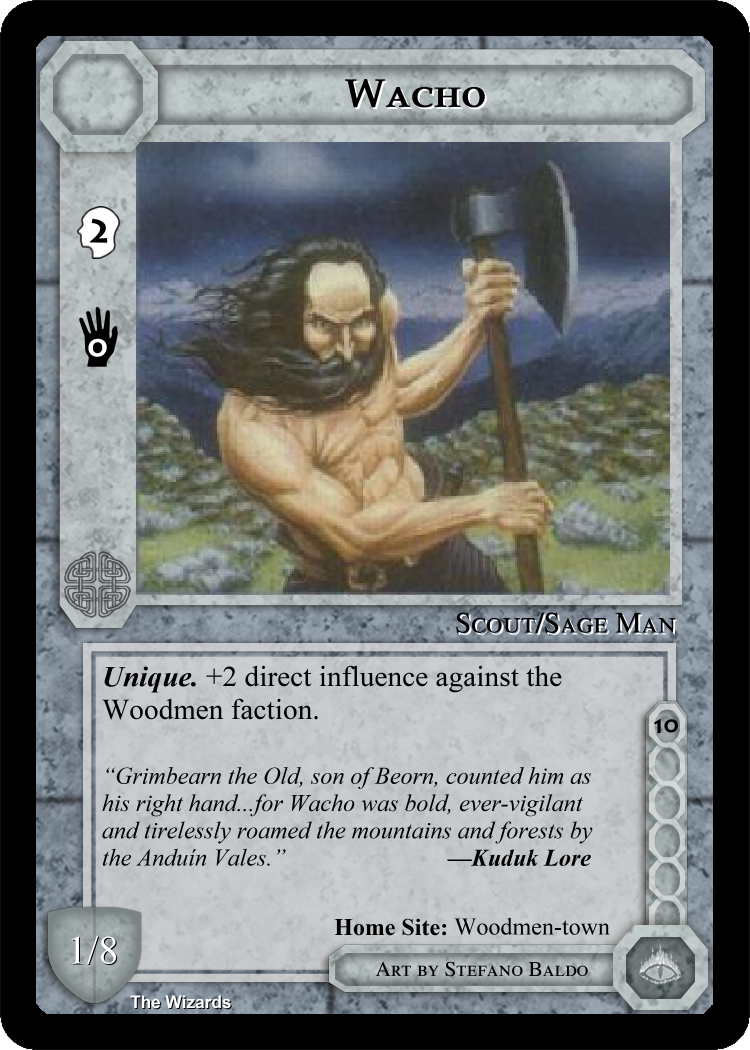 Wacho
2
0
Scout/Sage Man
Unique. +2 direct influence against the
Woodmen faction.
10
“Grimbearn the Old, son of Beorn, counted him as
his right hand...for Wacho was bold, ever-vigilant
and tirelessly roamed the mountains and forests by
the Anduin Vales.” —Kuduk Lore
Home Site: Woodmen-town
1/8
Art by Stefano Baldo
The Wizards